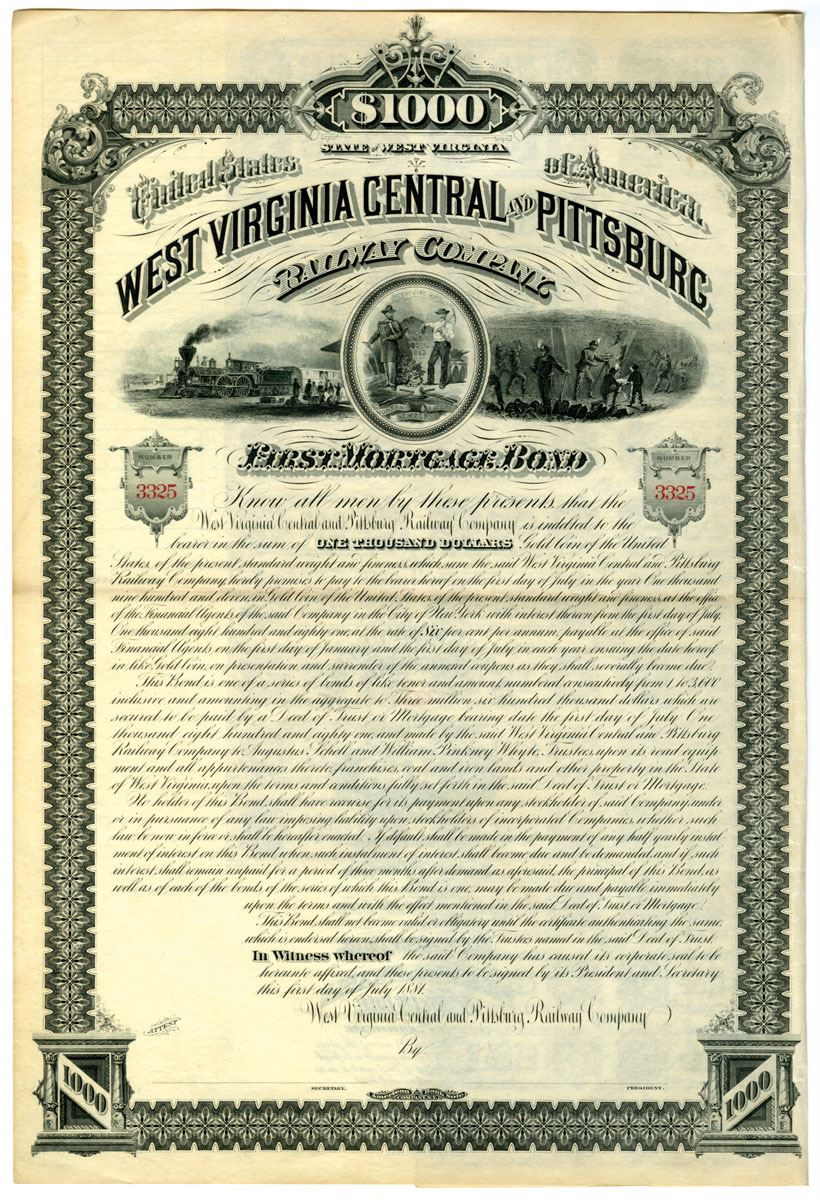 $1000
STATE of WEST VIRGINIA
United States of America.
WEST VIRGINIA CENTRAL AND PITTSBURG
RAILWAY COMPANY.
FIRST MORTGAGE BOND
NUMBER
3325
NUMBER
3325
Know all men by these presents, that the
West Virginia Central and Pittsburg Railway Company is indebted to the
bearer in the sum of ONE THOUSAND DOLLARS Gold Coin of the United
States, of the present standard weight and fineness, which sum the said West Virginia Central and Pittsburg
Railway Company hereby promises to pay to the bearer hereof on the first day of July in the year One thousand
nine hundred and eleven, in Gold Coin of the United States of the present standard weight and fineness, at the office
of the Financial Agents of the said Company in the City of New York with interest thereon from the first day of July,
One thousand eight hundred and eighty one, at the rate of Six per cent per annum, payable at the office of said
Financial Agents on the first day of January and the first day of July in each year ensuing the date hereof
in like Gold Coin, on presentation and surrender of the annexed coupons as they shall severally become due.
This Bond is one of a series of bonds of like tenor and amount, numbered consecutively from 1 to 3,600
inclusive and amounting in the aggregate to Three million six hundred thousand dollars which are
secured to be paid by a Deed of Trust or Mortgage bearing date the first day of July One
thousand eight hundred and eighty one, and made by the said West Virginia Central and Pittsburg
Railway Company to Augustus Schell and William Pinkney Whyte, Trustees, upon its road equip
ment and all appurtenances thereto, franchises, coal and iron lands and other property in the State
of West Virginia, upon the terms and conditions fully set forth in the said Deed of Trust or Mortgage.
No holder of this Bond, shall have recourse for its payment upon any stockholder of said Company, under
or in pursuance of any law imposing liability upon stockholders of incorporated Companies, whether such
law be now in force or shall be hereafter enacted. If default shall be made in the payment of any half yearly instal
ment of interest on this Bond when such instalment of interest shall become due and be demanded, and if such
interest shall remain unpaid for a period of three months after demand as aforesaid, the principal of this Bond, as
well as of each of the bonds of the series of which this Bond is one, may be made due and payable immediately
upon the terms and with the effect mentioned in the said Deed of Trust or Mortgage.
This Bond shall not become valid or obligatory until the certificate authenticating the same,
which is endorsed hereon, shall be signed by the Trustees named in the said Deed of Trust.
In Witness whereof the said Company has caused its corporate seal to be
hereunto affixed, and these presents to be signed by its President and Secretary
this first day of July 1881.
West Virginia Central and Pittsburg Railway Company
ATTEST
By
SECRETARY.
PRESIDENT.
1000
1000